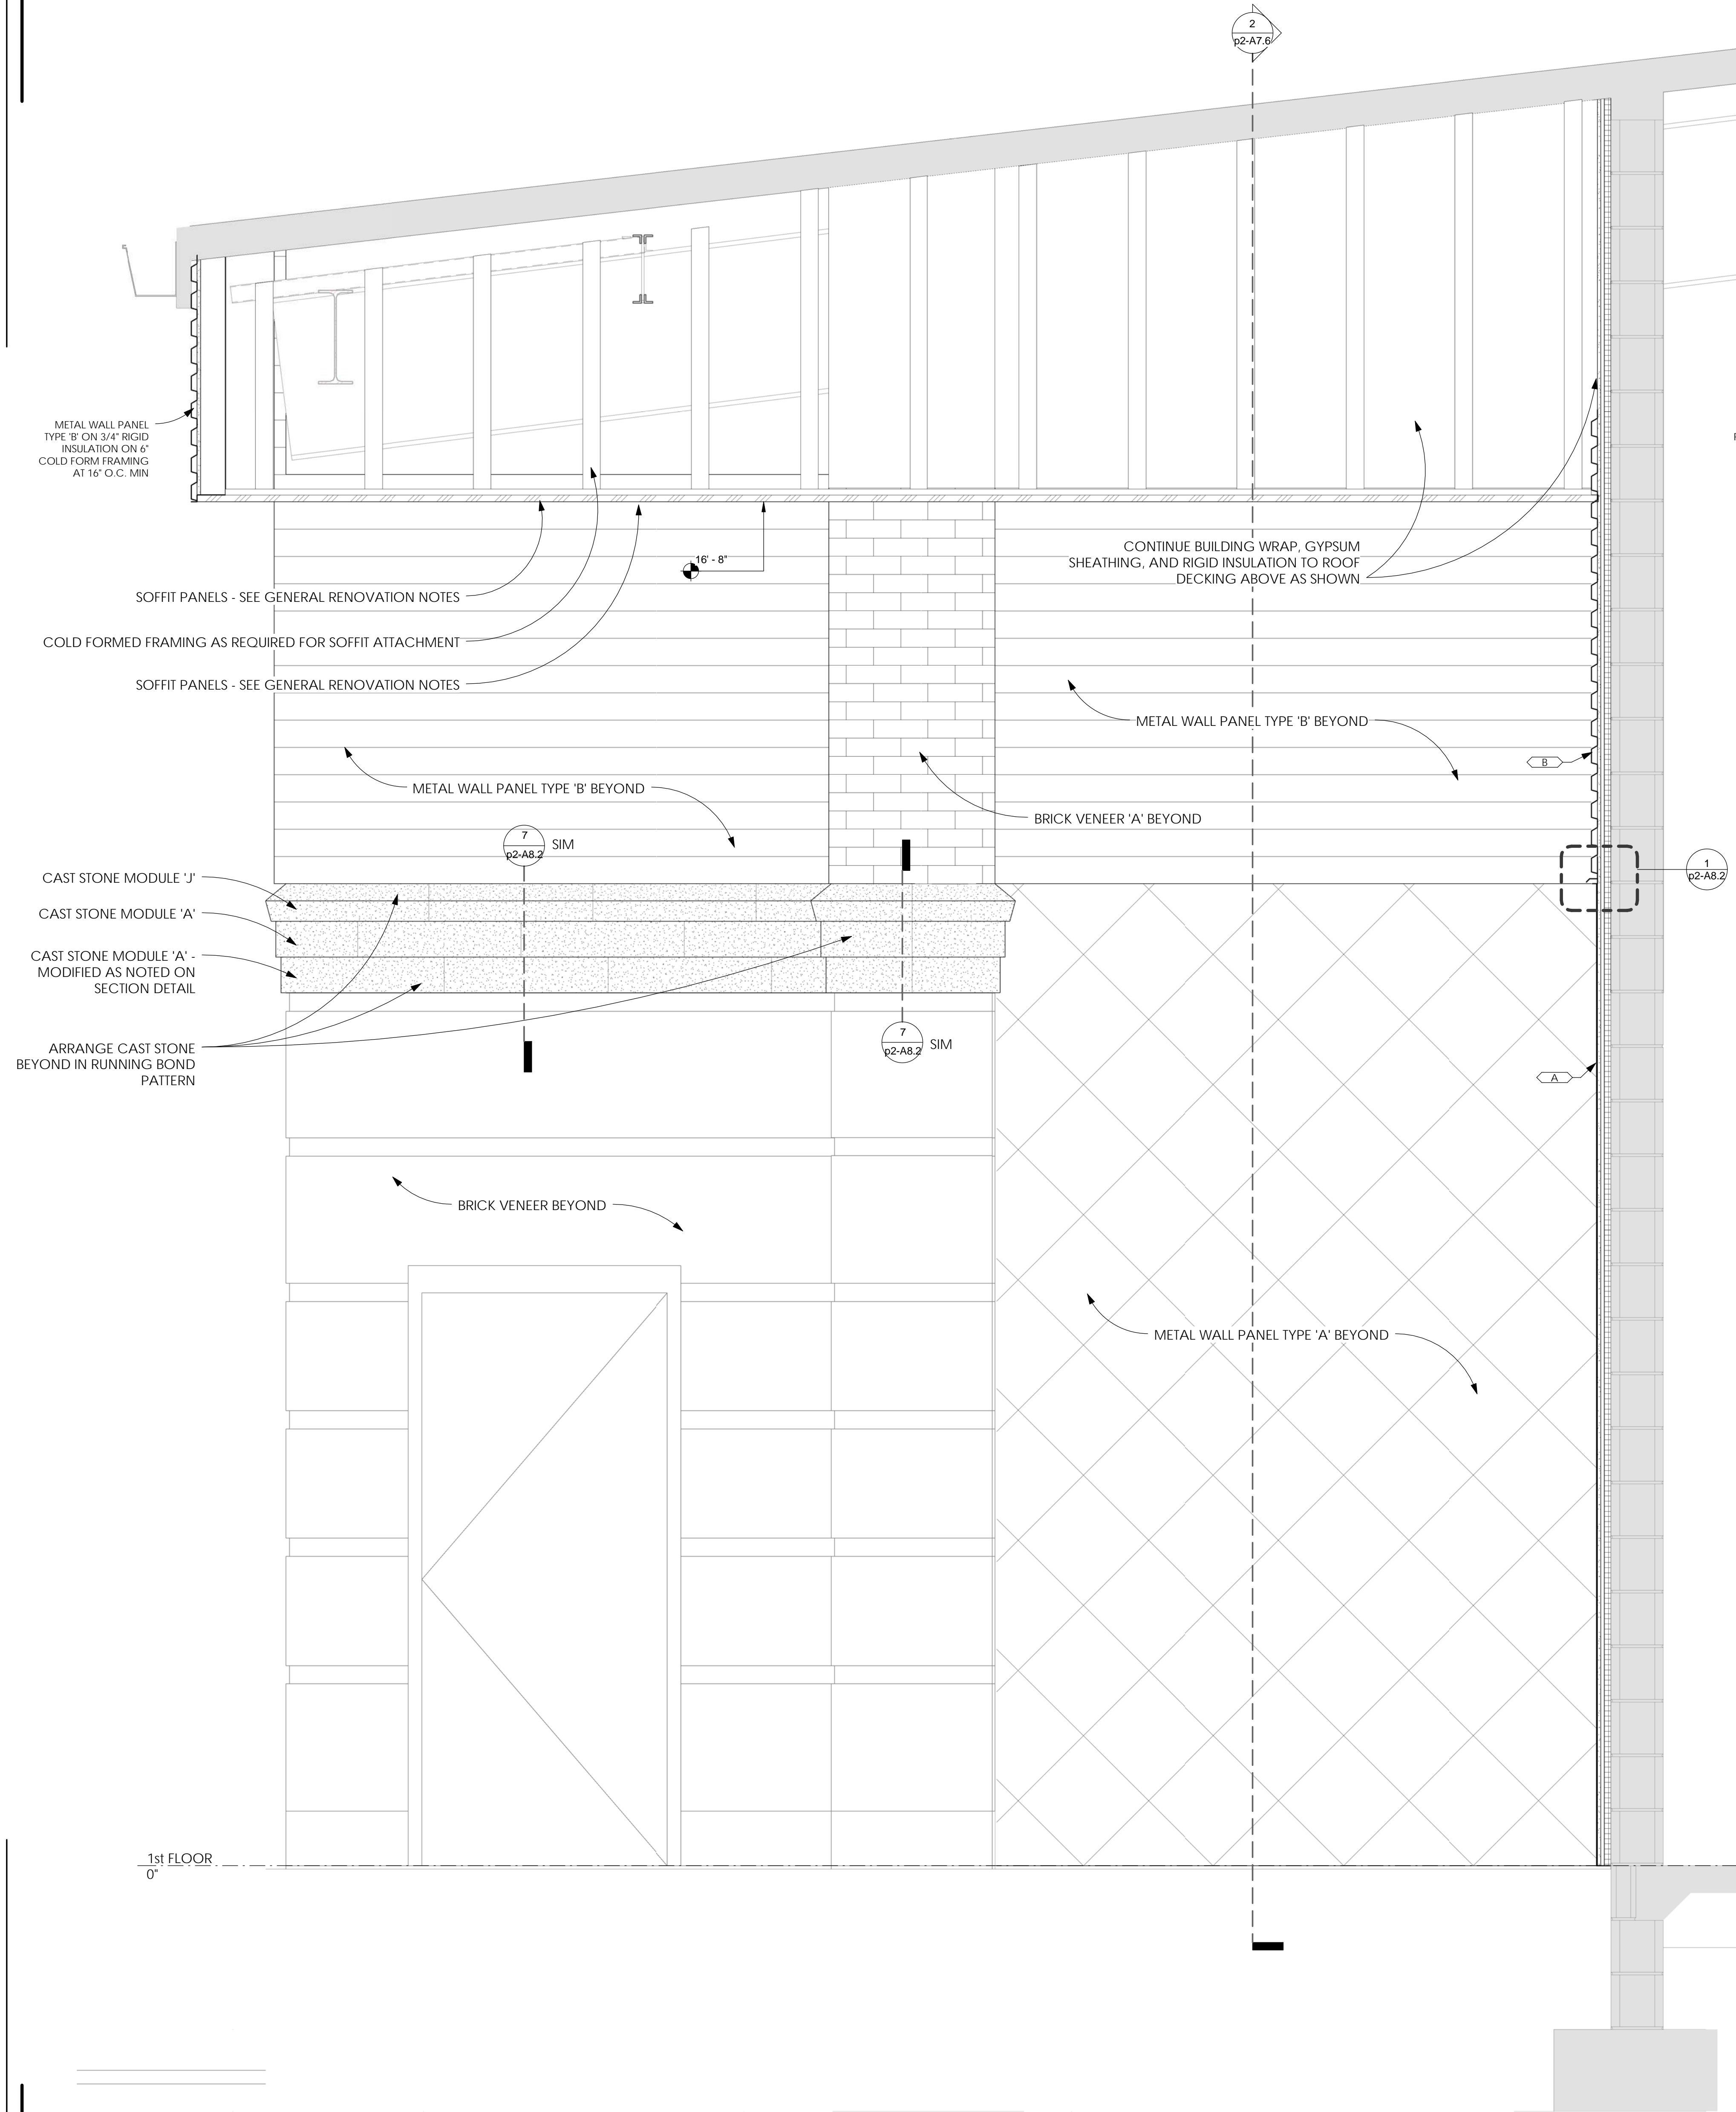 2
p2-A7.6
METAL WALL PANEL
TYPE 'B' ON 3/4" RIGID
INSULATION ON 6"
COLD FORM FRAMING
AT 16" O.C. MIN
16' - 8"
CONTINUE BUILDING WRAP, GYPSUM
SHEATHING, AND RIGID INSULATION TO ROOF
DECKING ABOVE AS SHOWN
SOFFIT PANELS - SEE GENERAL RENOVATION NOTES
COLD FORMED FRAMING AS REQUIRED FOR SOFFIT ATTACHMENT
SOFFIT PANELS - SEE GENERAL RENOVATION NOTES
METAL WALL PANEL TYPE 'B' BEYOND
B
METAL WALL PANEL TYPE 'B' BEYOND
BRICK VENEER 'A' BEYOND
7
p2-A8.2
SIM
1
p2-A8.2
CAST STONE MODULE 'J'
CAST STONE MODULE 'A'
CAST STONE MODULE 'A' -
MODIFIED AS NOTED ON
SECTION DETAIL
ARRANGE CAST STONE
BEYOND IN RUNNING BOND
PATTERN
7
p2-A8.2
SIM
A
BRICK VENEER BEYOND
METAL WALL PANEL TYPE 'A' BEYOND
1st FLOOR
0"